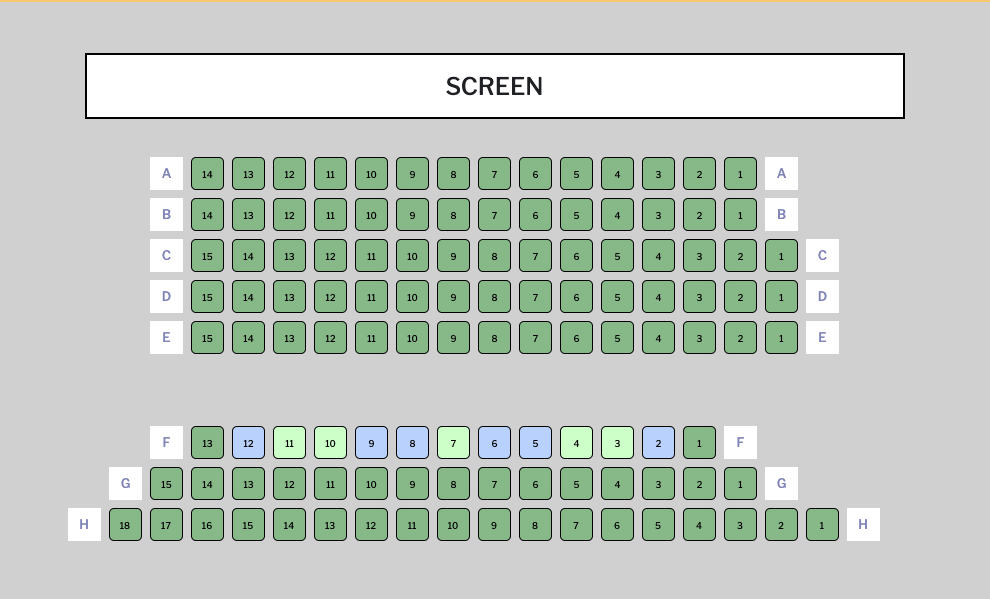 SCREEN
A 14 13 12 11 10 9 8 7 6 5 4 3 2 1 A
B 14 13 12 11 10 9 8 7 6 5 4 3 2 1 B
C 15 14 13 12 11 10 9 8 7 6 5 4 3 2 1 C
D 15 14 13 12 11 10 9 8 7 6 5 4 3 2 1 D
E 15 14 13 12 11 10 9 8 7 6 5 4 3 2 1 E
F 13 12 11 10 9 8 7 6 5 4 3 2 1 F
G 15 14 13 12 11 10 9 8 7 6 5 4 3 2 1 G
H 18 17 16 15 14 13 12 11 10 9 8 7 6 5 4 3 2 1 H